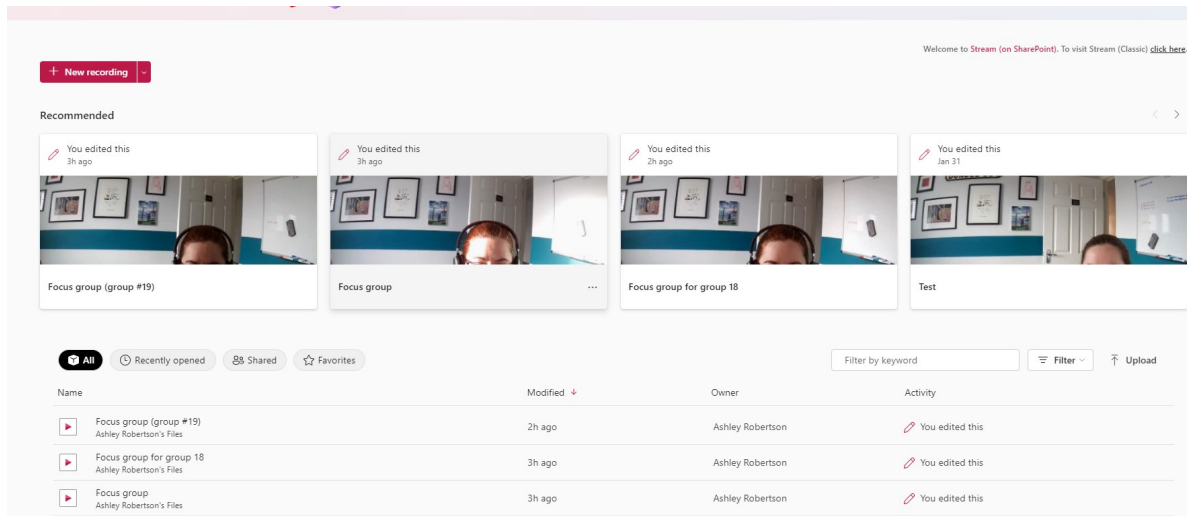 Welcome to Stream (on SharePoint). To visit Stream (Classic) click here.
+ New recording
Recommended
You edited this
3h ago
You edited this
3h ago
You edited this
2h ago
You edited this
Jan 31
Focus group (group #19)
Focus group
Focus group for group 18
Test
All
Recently opened
Shared
Favorites
Filter by keyword
Filter
Upload
Name
Modified
Owner
Activity
Focus group (group #19)
Ashley Robertson's Files
2h ago
Ashley Robertson
You edited this
Focus group for group 18
Ashley Robertson's Files
3h ago
Ashley Robertson
You edited this
Focus group
Ashley Robertson's Files
3h ago
Ashley Robertson
You edited this